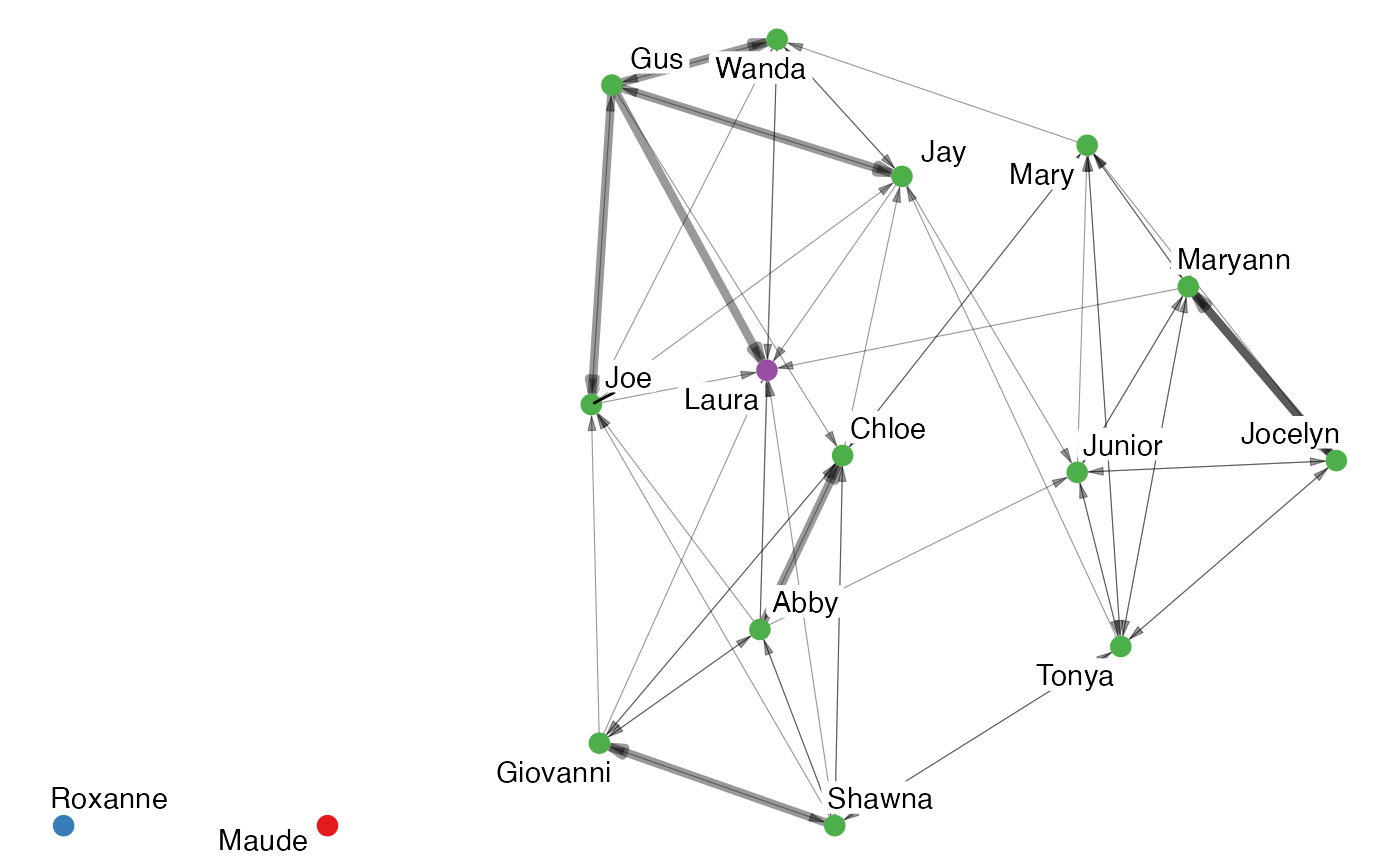 Gus
Wanda
Jay
Mary
Maryann
Joe
Laura
Chloe
Junior
Jocelyn
Abby
Tonya
Giovanni
Shawna
Roxanne
Maude